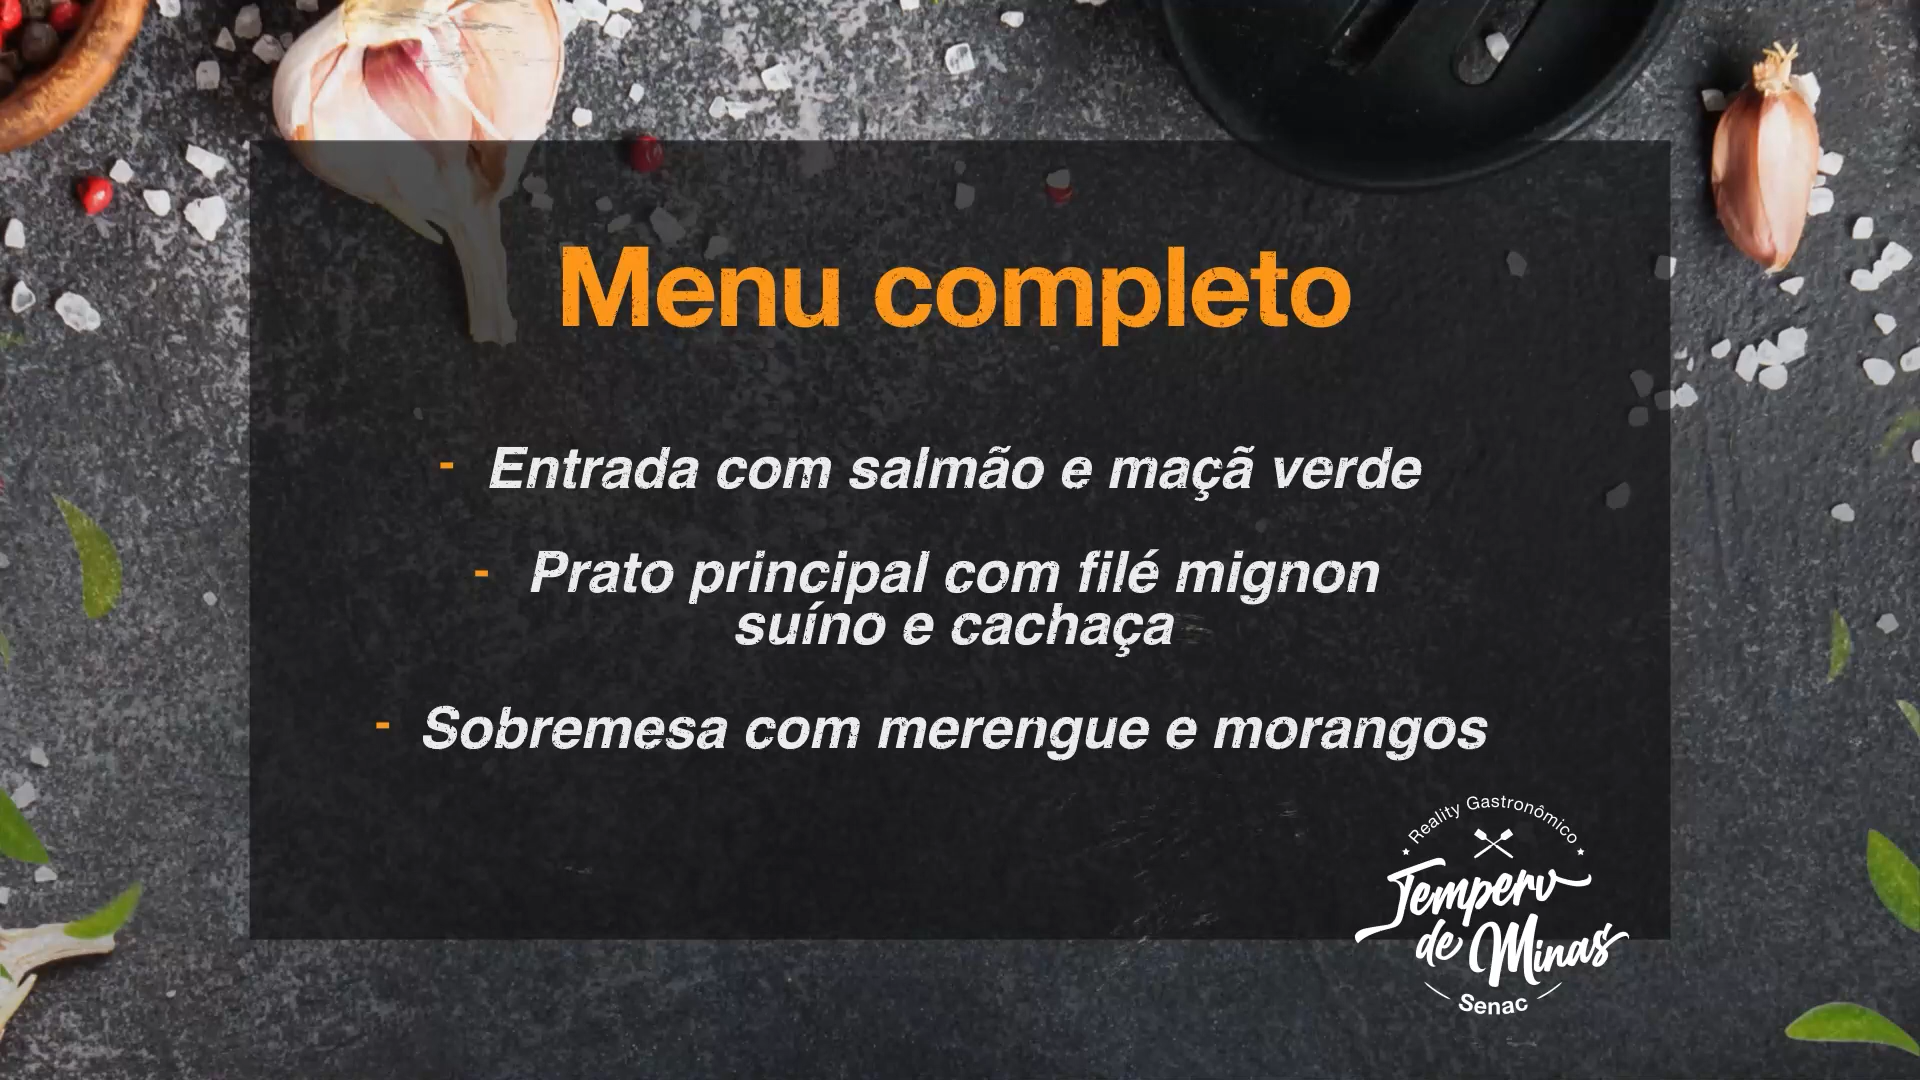 Menu completo
- Entrada com salmão e maçã verde
- Prato principal com filé mignon
suíno e cachaça
- Sobremesa com merengue e morangos
Reality Gastronômico
Tempero
de Minas
Senac